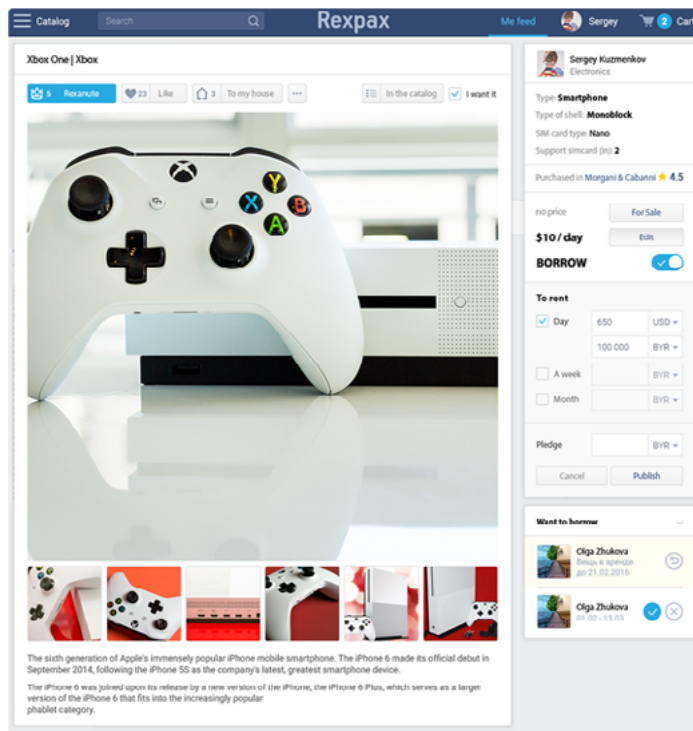 Catalog
Search
Rexpax
Me feed
Sergey
2
Cart
Xbox One | Xbox
5 Rexanute
23 Like
3 To my house
...
In the catalog
I want it
Y
X
B
A
The sixth generation of Apple's immensely popular iPhone mobile smartphone. The iPhone 6 made its official debut in
September 2014, following the iPhone 5S as the company's latest, greatest smartphone device.
The iPhone 6 was joined upon its release by a new version of the iPhone, the iPhone 6 Plus, which serves as a larger
version of the iPhone 6 that fits into the increasingly popular
phablet category.
Sergey Kuzmenkov
Electronics
Type: Smartphone
Type of shell: Monoblock
SIM card type: Nano
Support simcard (in): 2
Purchased in Morgani & Cabanni 4.5
no price
For Sale
$10 / day
Edit
BORROW
To rent
Day 650 USD
100 000 BYR
A week BYR
Month BYR
Pledge BYR
Cancel
Publish
Want to borrow
Olga Zhukova
Вещь в аренде
до 21.02.2016
Olga Zhukova
01.02 - 13.03